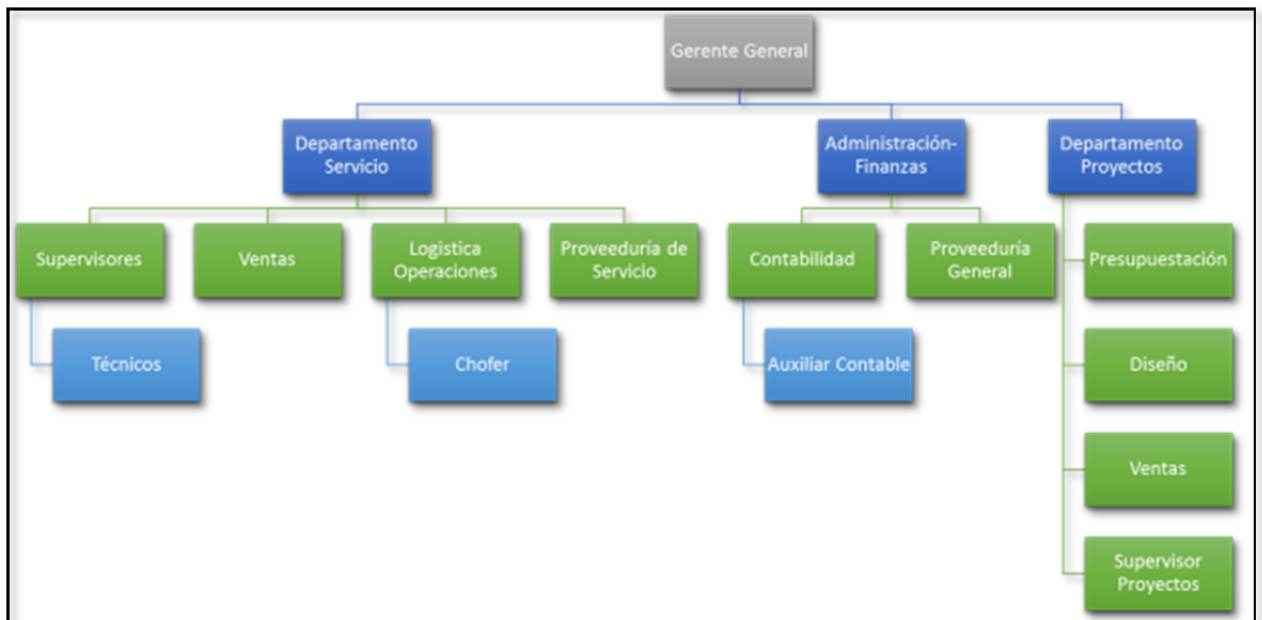 Gerente General
Departamento
Servicio
Administración-
Finanzas
Departamento
Proyectos
Supervisores
Ventas
Logistica
Operaciones
Proveeduría de
Servicio
Contabilidad
Proveeduría
General
Presupuestación
Técnicos
Chofer
Auxiliar Contable
Diseño
Ventas
Supervisor
Proyectos